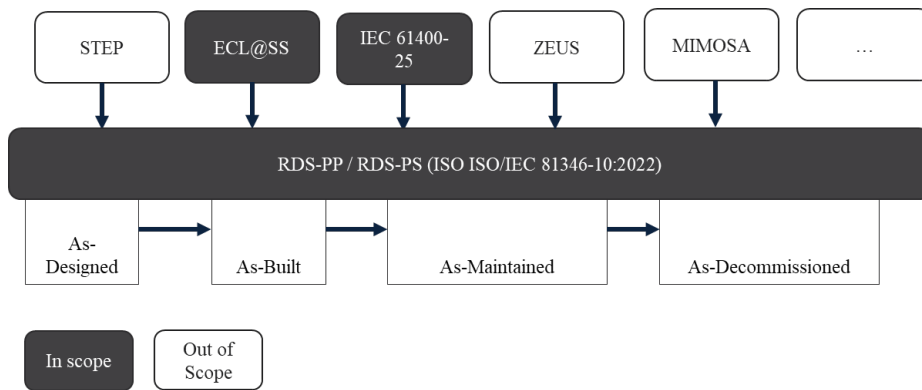 STEP
ECL@SS
IEC 61400-
25
ZEUS
MIMOSA
…
RDS-PP / RDS-PS (ISO ISO/IEC 81346-10:2022)
As-
Designed
As-Built
As-Maintained
As-Decommissioned
In scope
Out of
Scope